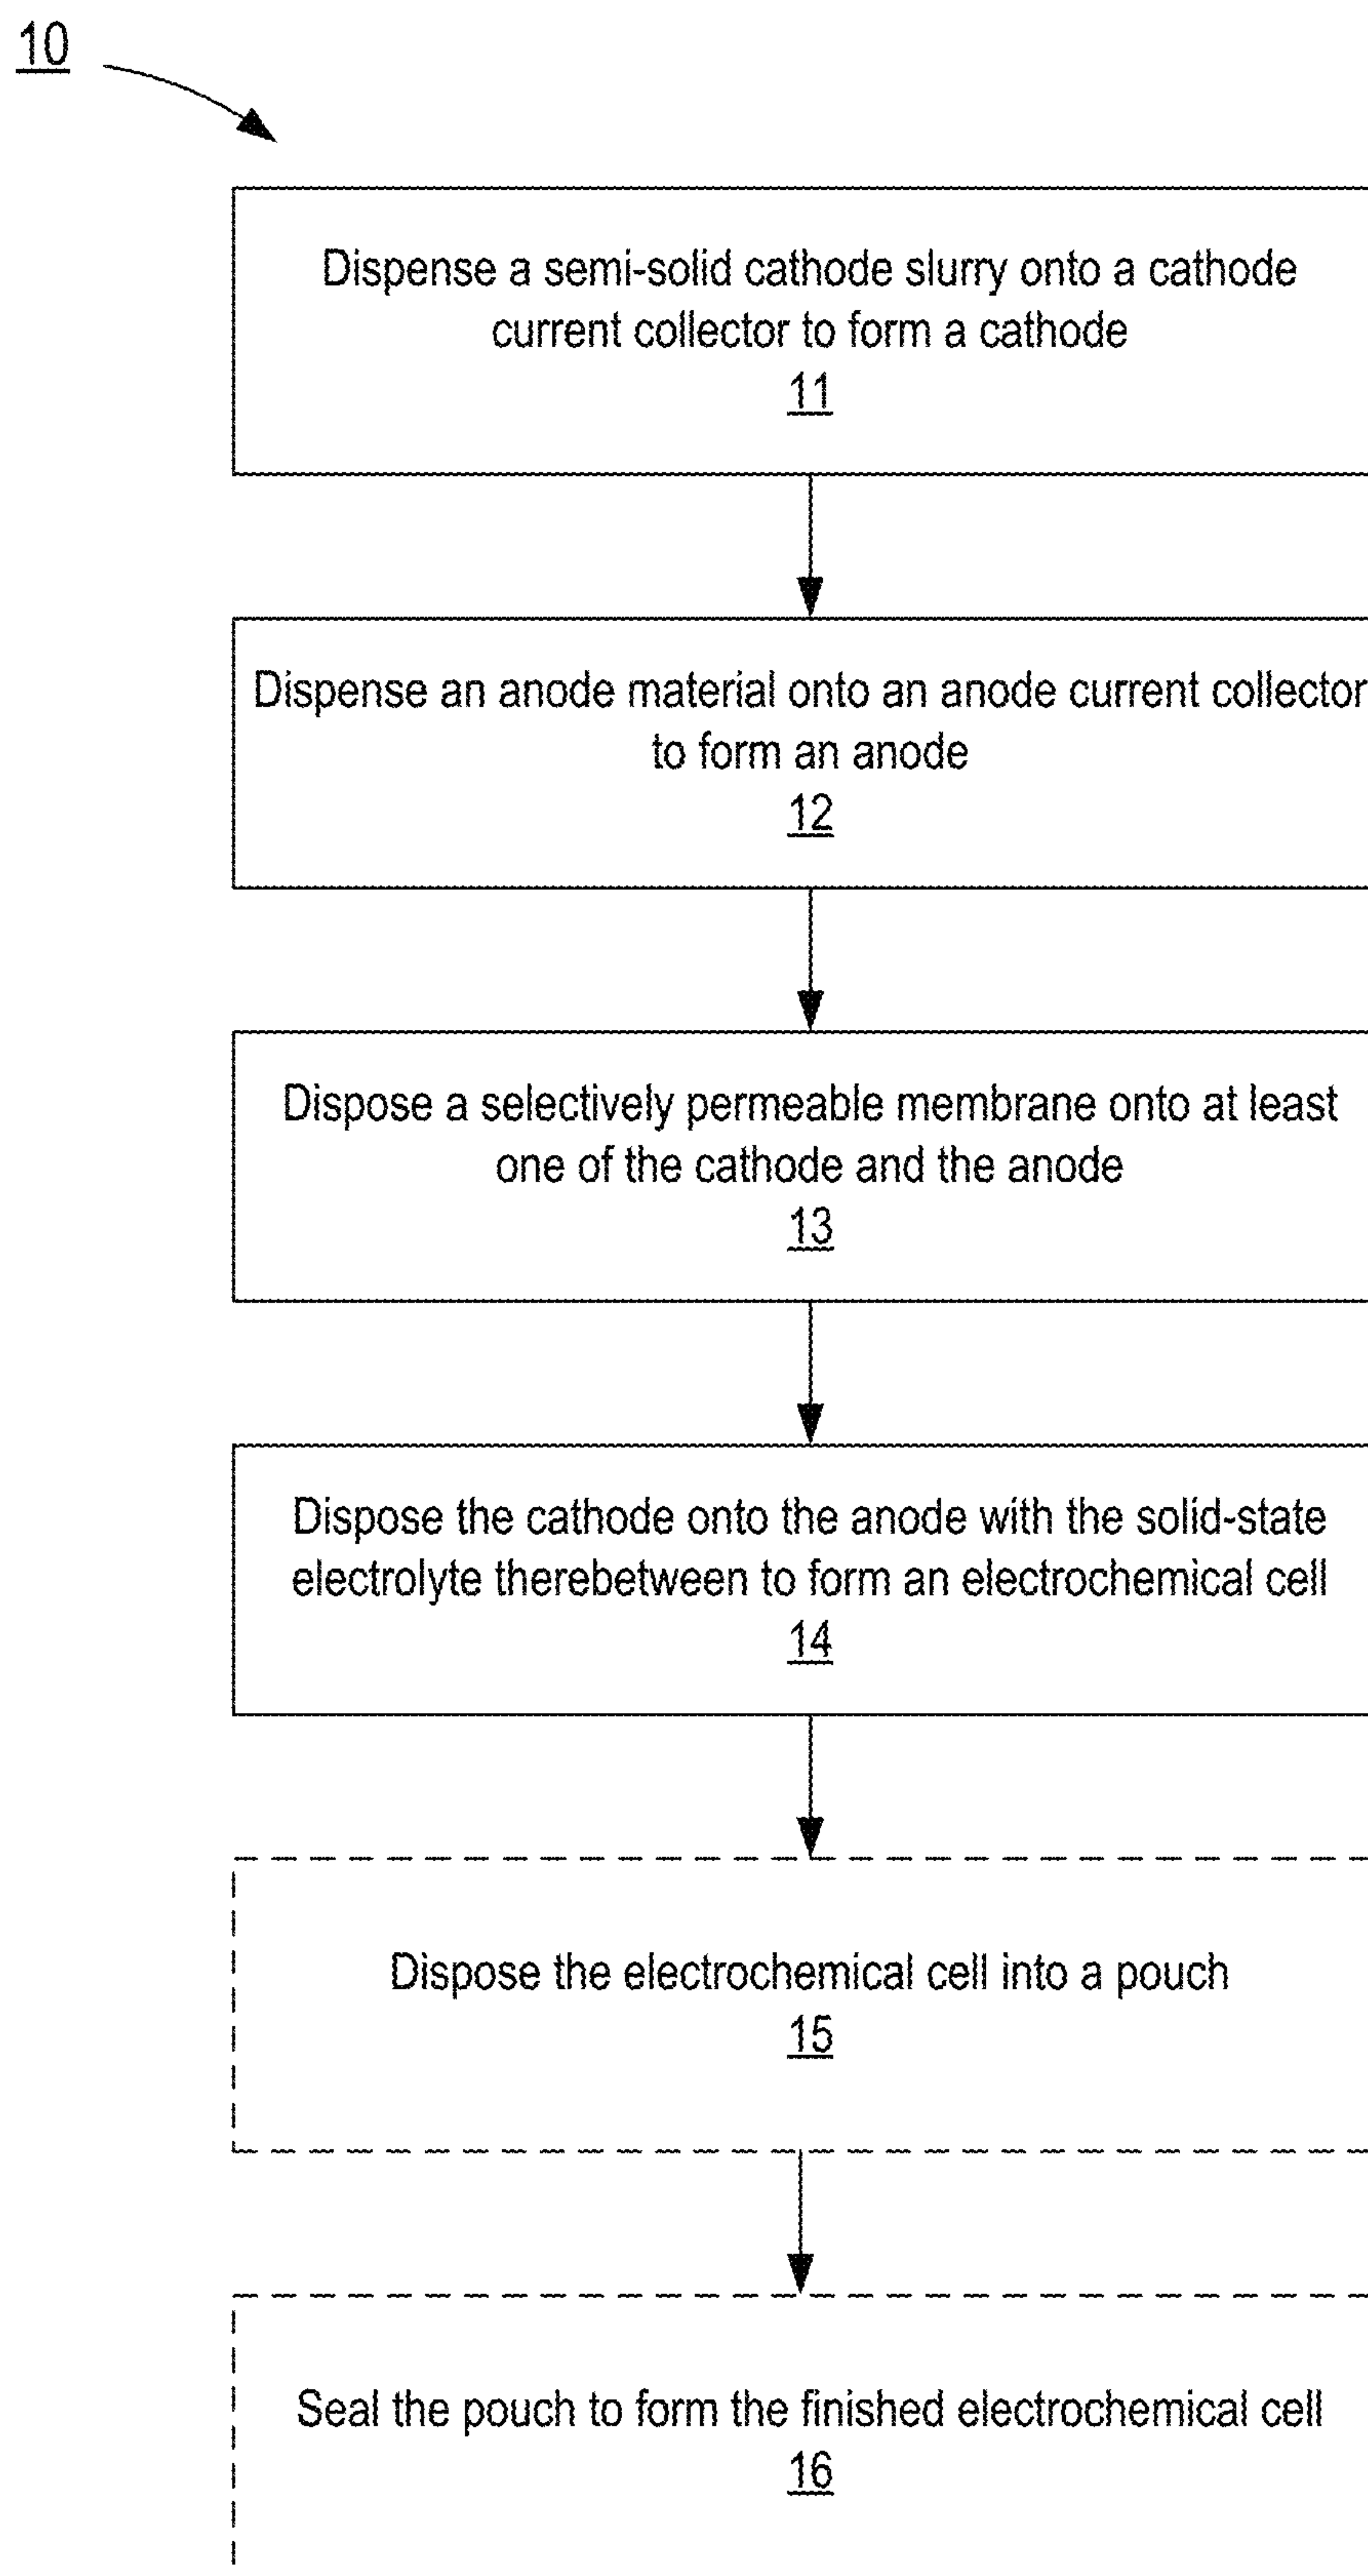 10
Dispense a semi-solid cathode slurry onto a cathode
current collector to form a cathode
11
Dispense an anode material onto an anode current collector
to form an anode
12
Dispose a selectively permeable membrane onto at least
one of the cathode and the anode
13
Dispose the cathode onto the anode with the solid-state
electrolyte therebetween to form an electrochemical cell
14
Dispose the electrochemical cell into a pouch
15
Seal the pouch to form the finished electrochemical cell
16